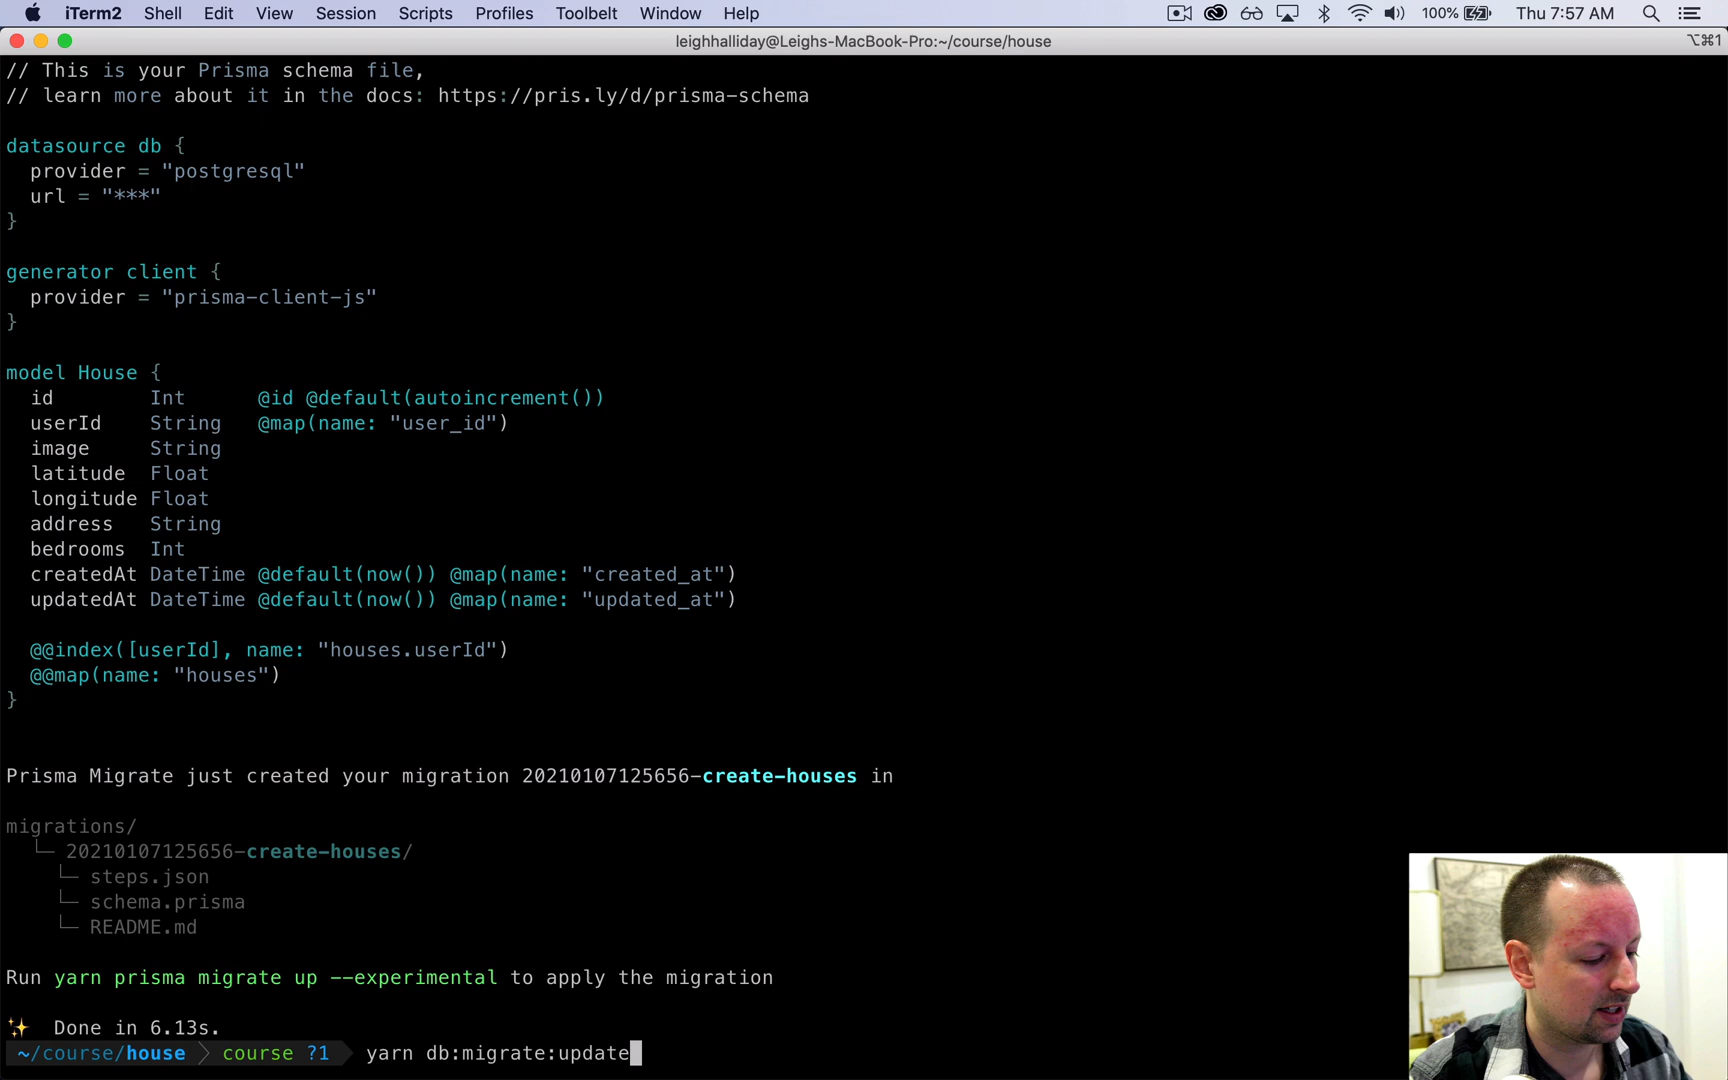 iTerm2 Shell Edit View Session Scripts Profiles Toolbelt Window Help 100% Thu 7:57 AM
leighhalliday@Leighs-MacBook-Pro:~/course/house ⌥⌘1
// This is your Prisma schema file,
// learn more about it in the docs: https://pris.ly/d/prisma-schema
datasource db {
  provider = "postgresql"
  url = "***"
}
generator client {
  provider = "prisma-client-js"
}
model House {
  id        Int      @id @default(autoincrement())
  userId    String   @map(name: "user_id")
  image     String
  latitude  Float
  longitude Float
  address   String
  bedrooms  Int
  createdAt DateTime @default(now()) @map(name: "created_at")
  updatedAt DateTime @default(now()) @map(name: "updated_at")
  @@index([userId], name: "houses.userId")
  @@map(name: "houses")
}
Prisma Migrate just created your migration 20210107125656-create-houses in
migrations/
  └─ 20210107125656-create-houses/
    └─ steps.json
    └─ schema.prisma
    └─ README.md
Run yarn prisma migrate up --experimental to apply the migration
✨  Done in 6.13s.
~/course/house course ?1 yarn db:migrate:update